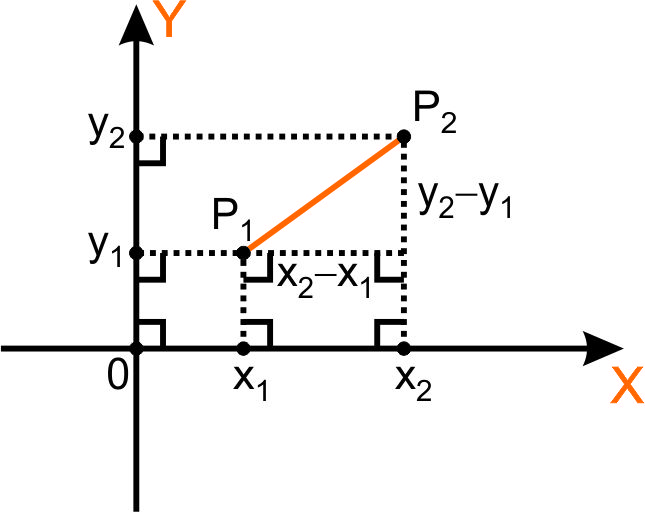 Y
y₂
P₂
y₂–y₁
P₁
y₁
x₂–x₁
0
x₁
x₂
X